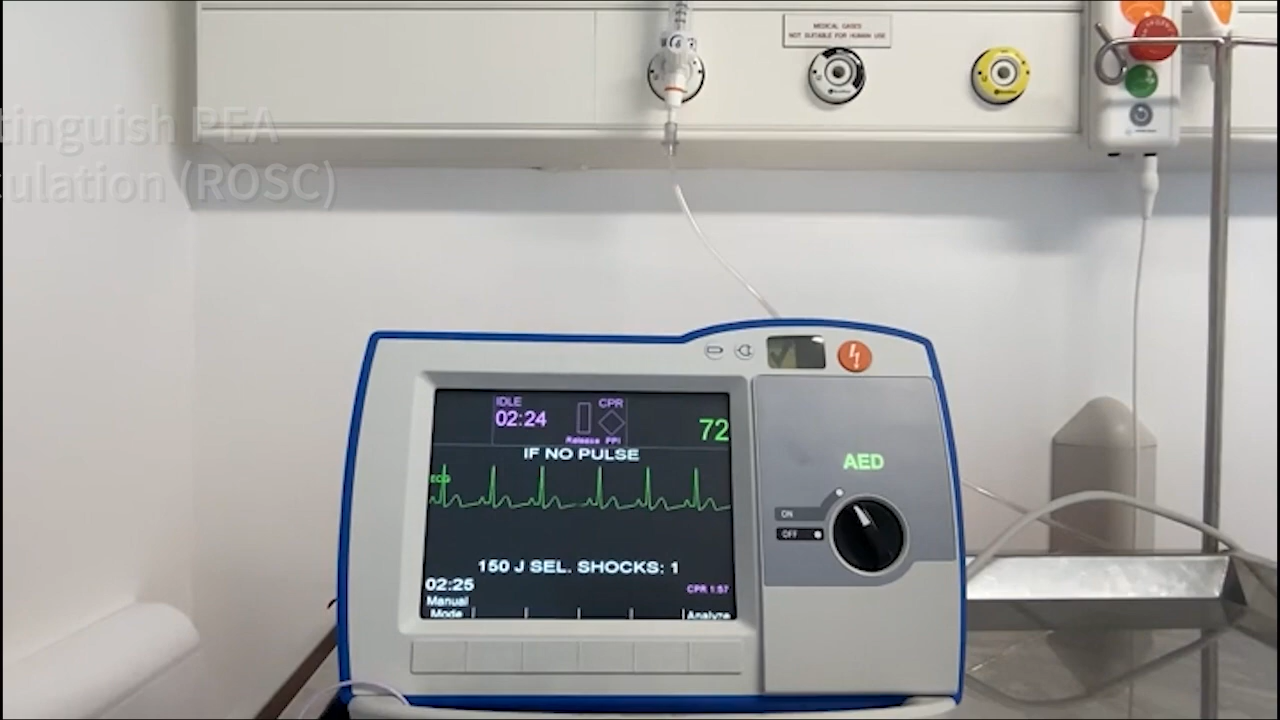 MEDICAL GASES
NOT SUITABLE FOR HUMAN USE
tinguish PEA
culation (ROSC)
IDLE
02:24
CPR
Release PPI
72
IF NO PULSE
ECG
150 J SEL. SHOCKS: 1
02:25
CPR 1:57
Manual
Mode
Analyze
AED
ON
OFF